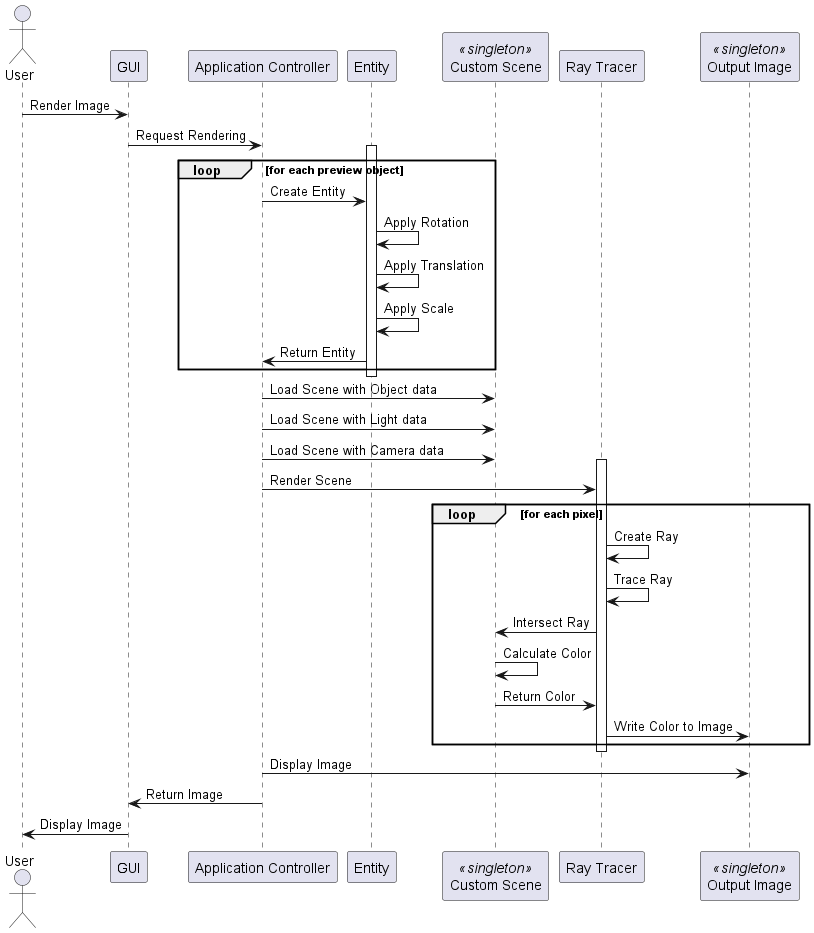 « singleton »
« singleton »
User
GUI
Application Controller
Entity
Custom Scene
Ray Tracer
Output Image
Render Image
Request Rendering
loop
[for each preview object]
Create Entity
Apply Rotation
Apply Translation
Apply Scale
Return Entity
Load Scene with Object data
Load Scene with Light data
Load Scene with Camera data
Render Scene
loop
[for each pixel]
Create Ray
Trace Ray
Intersect Ray
Calculate Color
Return Color
Write Color to Image
Display Image
Return Image
Display Image
User
GUI
Application Controller
Entity
« singleton »
Custom Scene
Ray Tracer
« singleton »
Output Image